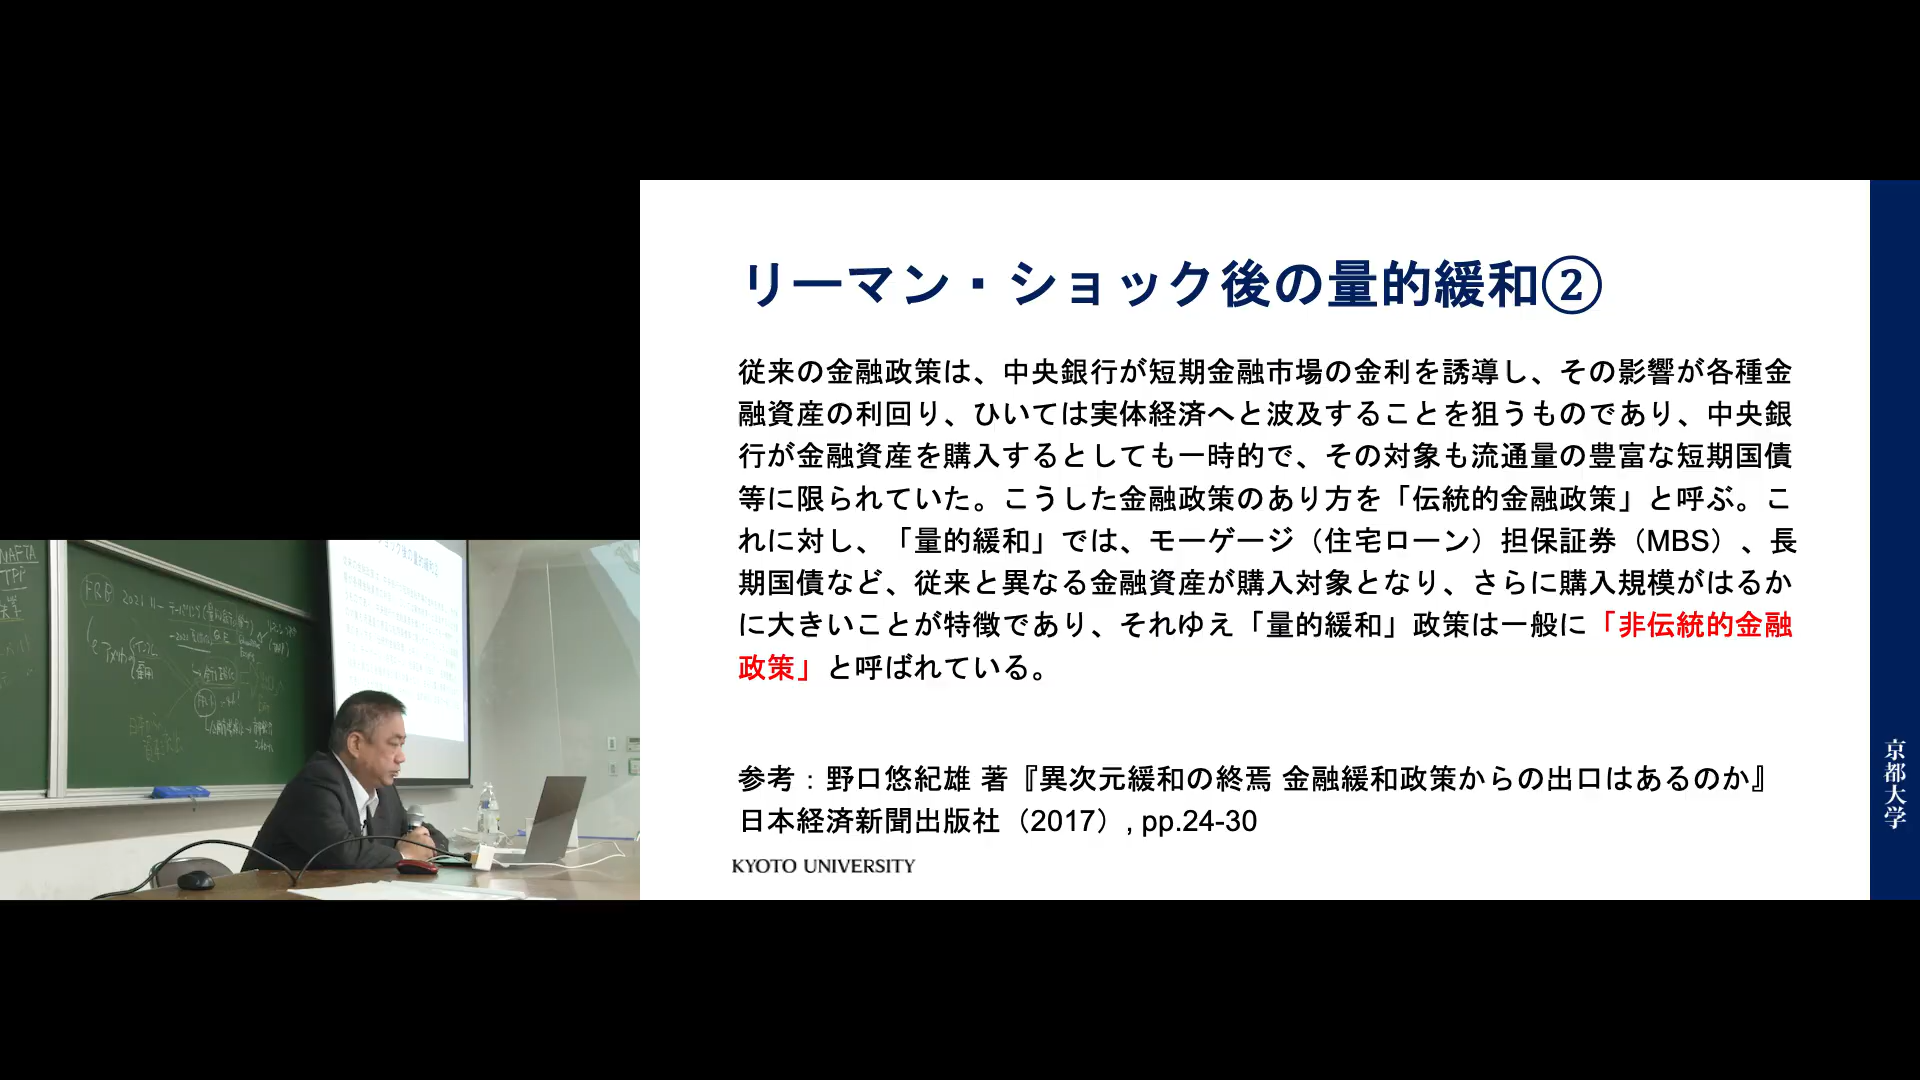 リーマン・ショック後の量的緩和②
従来の金融政策は、中央銀行が短期金融市場の金利を誘導し、その影響が各種金
融資産の利回り、ひいては実体経済へと波及することを狙うものであり、中央銀
行が金融資産を購入するとしても一時的で、その対象も流通量の豊富な短期国債
等に限られていた。こうした金融政策のあり方を「伝統的金融政策」と呼ぶ。こ
れに対し、「量的緩和」では、モーゲージ（住宅ローン）担保証券（MBS）、長
期国債など、従来と異なる金融資産が購入対象となり、さらに購入規模がはるか
に大きいことが特徴であり、それゆえ「量的緩和」政策は一般に「非伝統的金融
政策」と呼ばれている。
参考：野口悠紀雄 著『異次元緩和の終焉 金融緩和政策からの出口はあるのか』
日本経済新聞出版社（2017）, pp.24-30
KYOTO UNIVERSITY
京都大学
NAFTA
TPP
FRB 2021 11